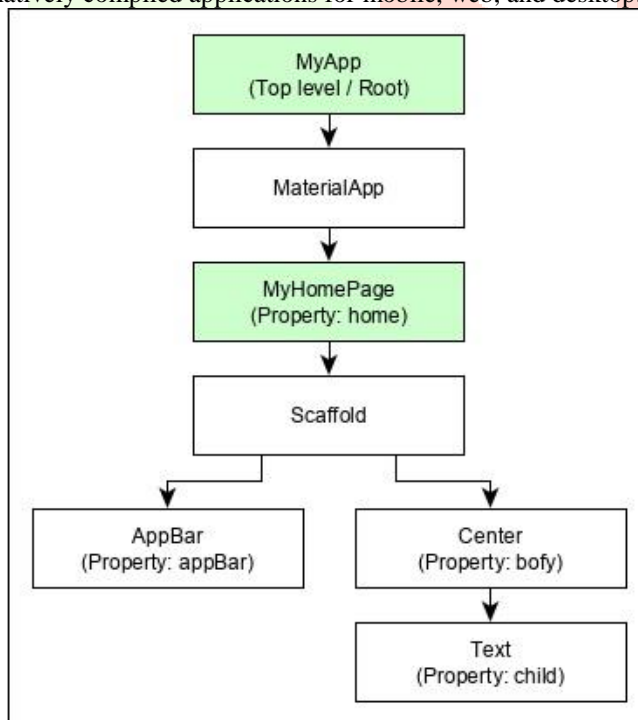 natively compiled applications for mobile, web, and desktop
MyApp
(Top level / Root)
MaterialApp
MyHomePage
(Property: home)
Scaffold
AppBar
(Property: appBar)
Center
(Property: bofy)
Text
(Property: child)